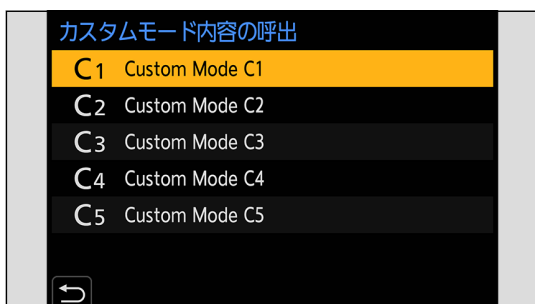 カスタムモード内容の呼出
C1 Custom Mode C1
C2 Custom Mode C2
C3 Custom Mode C3
C4 Custom Mode C4
C5 Custom Mode C5